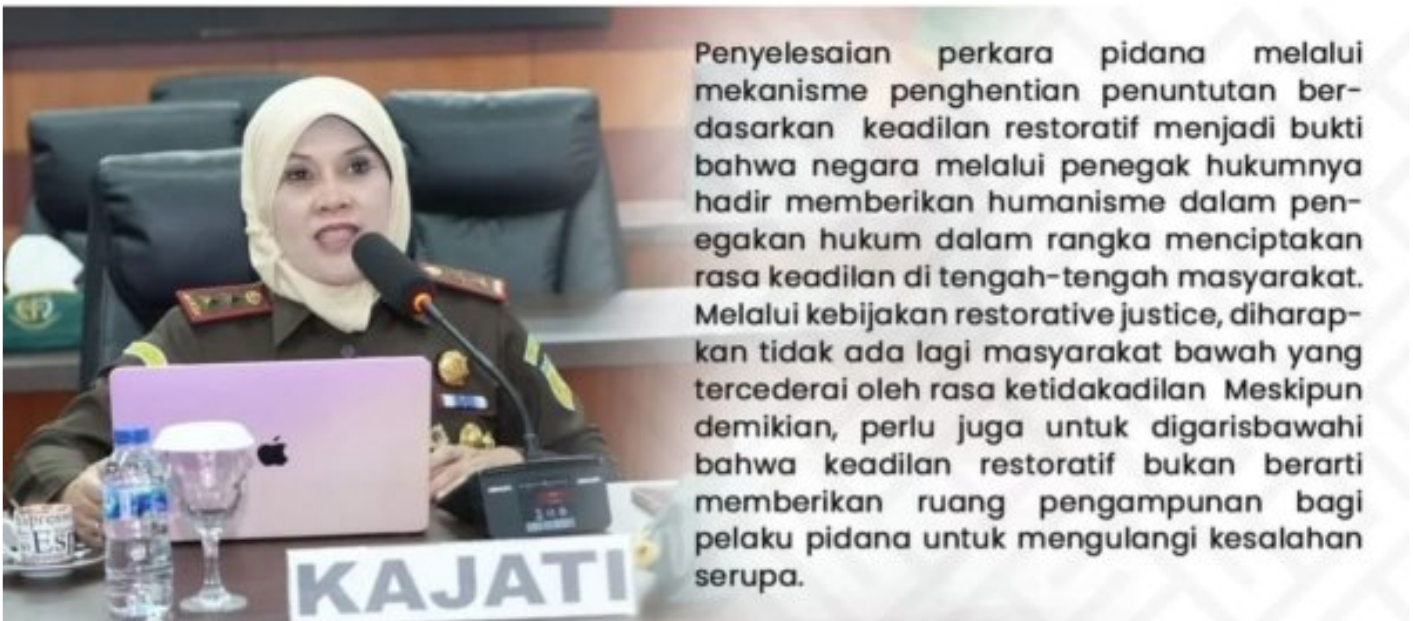 Penyelesaian perkara pidana melalui
mekanisme penghentian penuntutan ber-
dasarkan keadilan restoratif menjadi bukti
bahwa negara melalui penegak hukumnya
hadir memberikan humanisme dalam pen-
egakan hukum dalam rangka menciptakan
rasa keadilan di tengah-tengah masyarakat.
Melalui kebijakan restorative justice, diharap-
kan tidak ada lagi masyarakat bawah yang
tercederai oleh rasa ketidakadilan Meskipun
demikian, perlu juga untuk digarisbawahi
bahwa keadilan restoratif bukan berarti
memberikan ruang pengampunan bagi
pelaku pidana untuk mengulangi kesalahan
serupa.
KAJATI